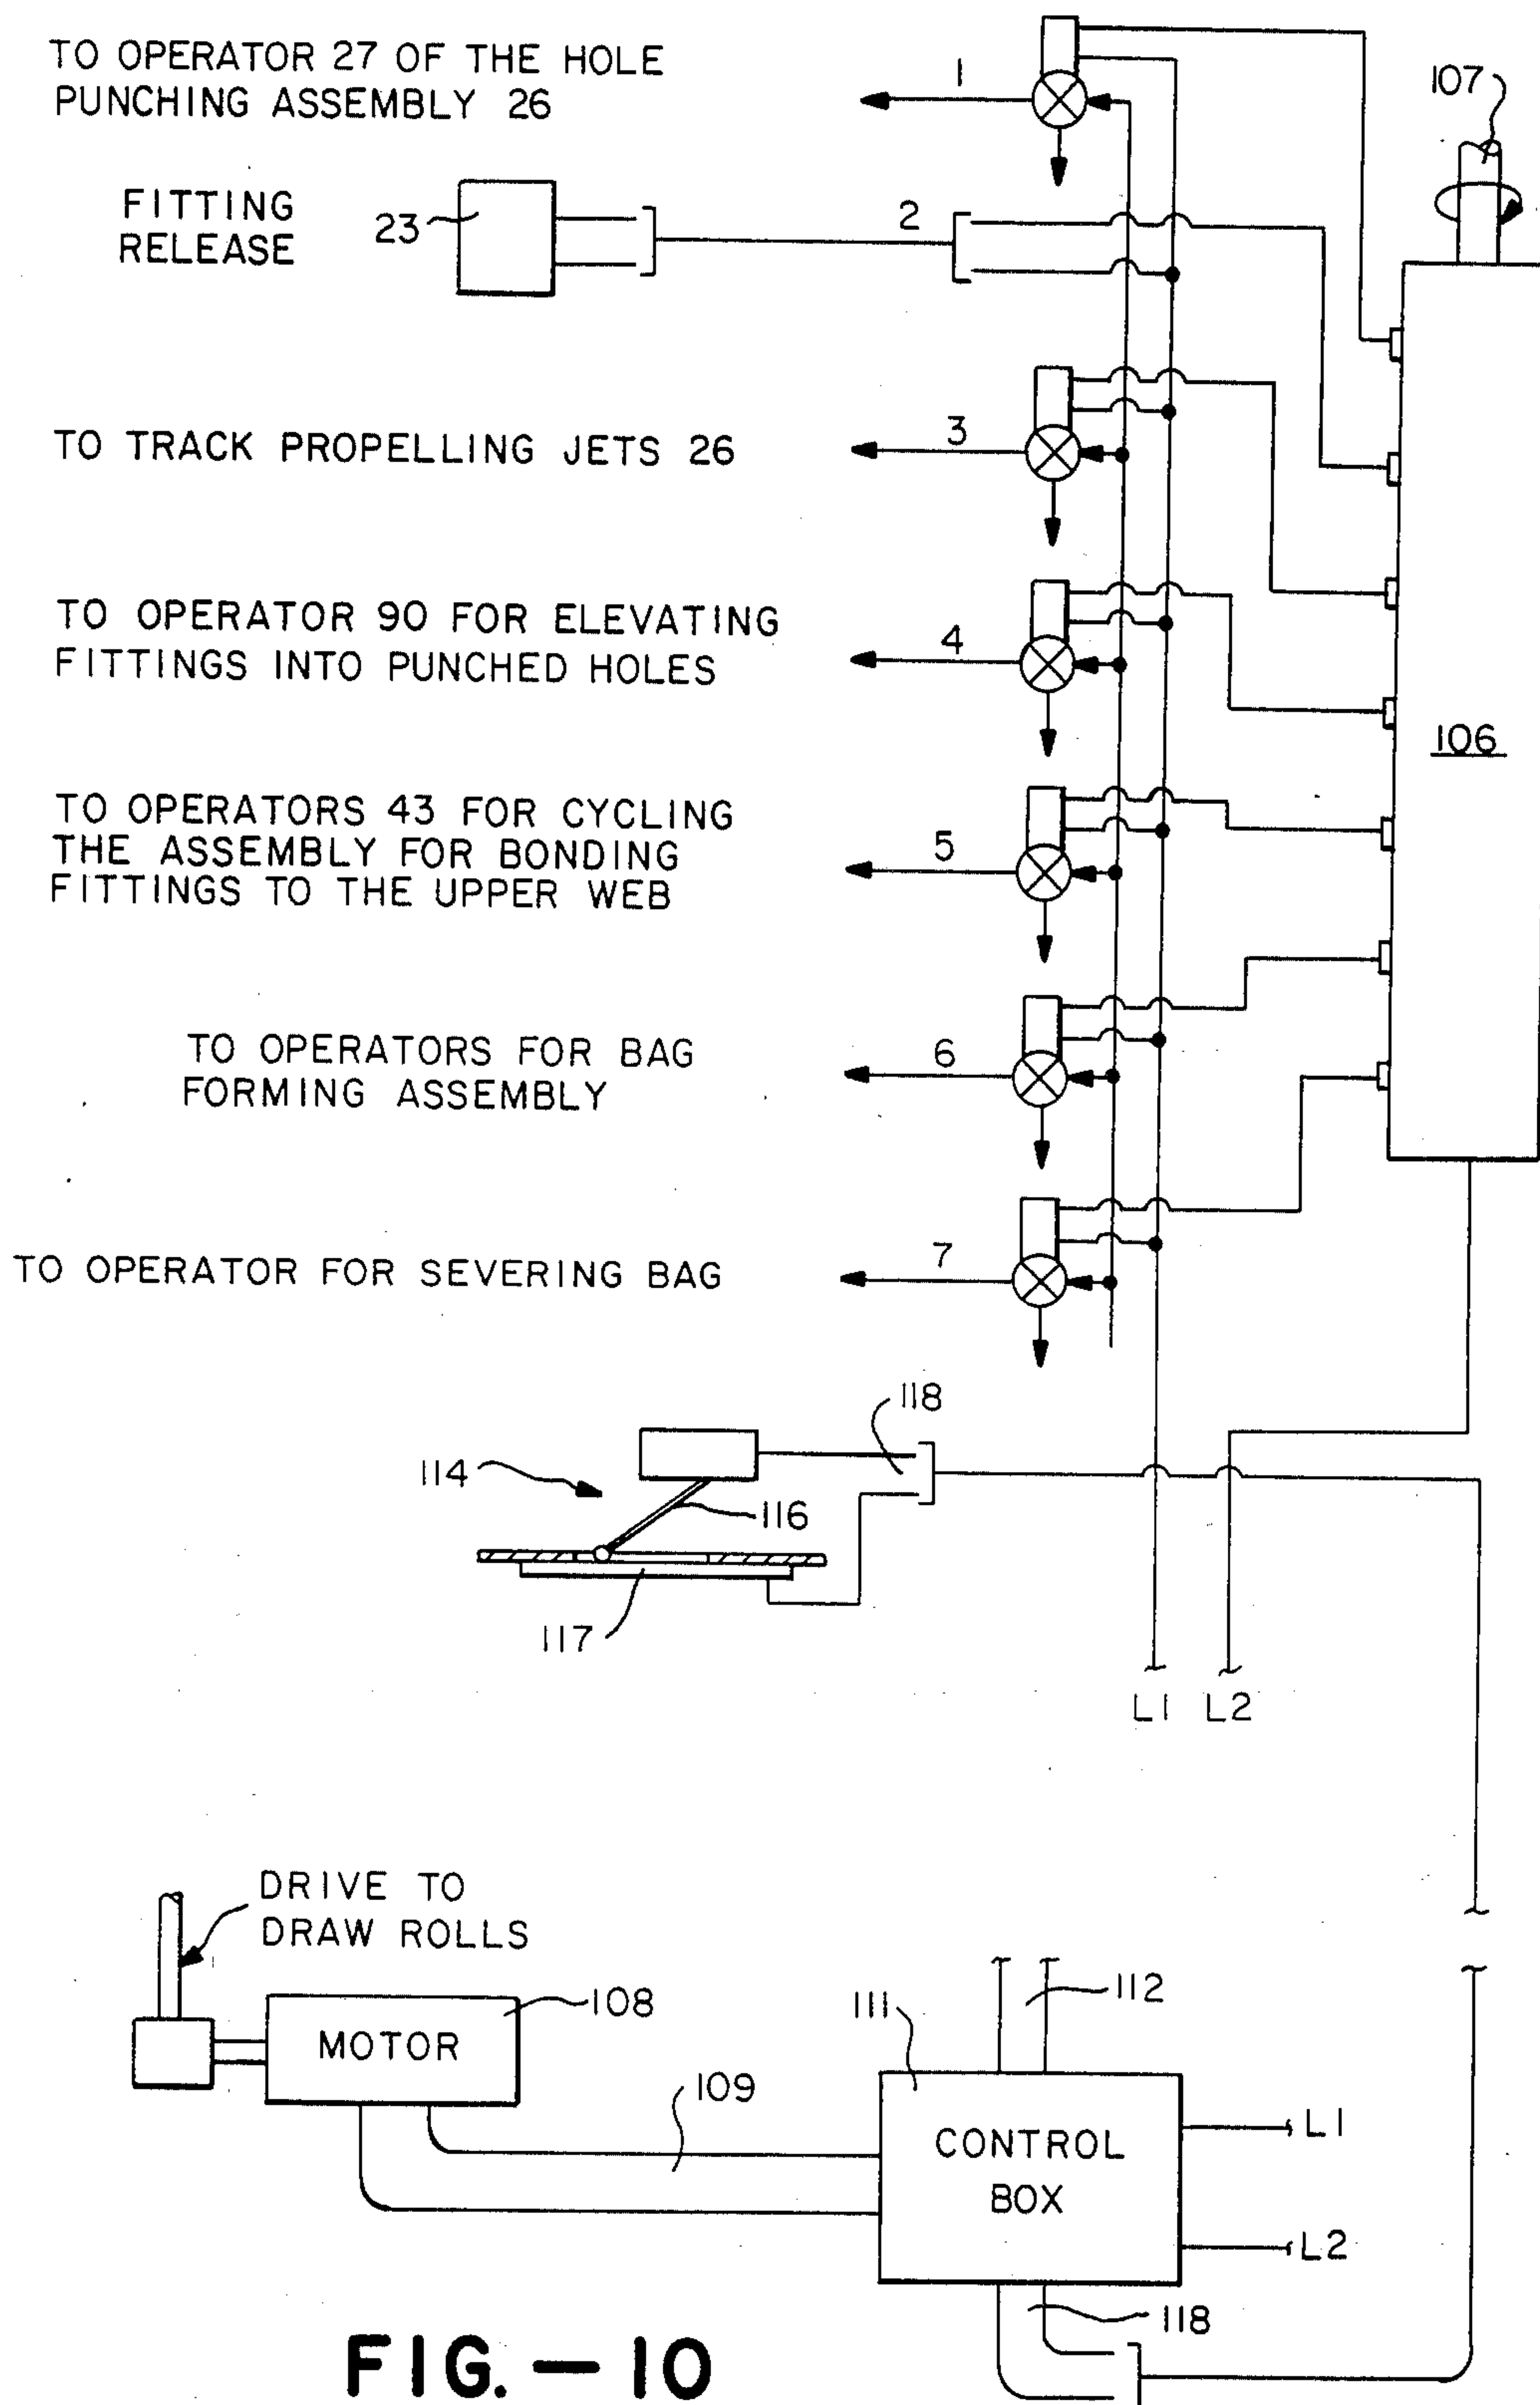 TO OPERATOR 27 OF THE HOLE
PUNCHING ASSEMBLY 26
1
107
FITTING
RELEASE
23
2
TO TRACK PROPELLING JETS 26
3
TO OPERATOR 90 FOR ELEVATING
FITTINGS INTO PUNCHED HOLES
4
106
TO OPERATORS 43 FOR CYCLING
THE ASSEMBLY FOR BONDING
FITTINGS TO THE UPPER WEB
5
TO OPERATORS FOR BAG
FORMING ASSEMBLY
6
TO OPERATOR FOR SEVERING BAG
7
118
114
116
117
L1
L2
DRIVE TO
DRAW ROLLS
108
MOTOR
109
111
112
CONTROL
BOX
L1
L2
118
FIG.-10